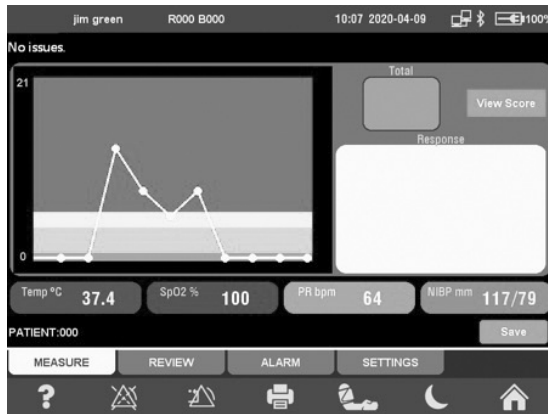 jim green R000 B000 10:07 2020-04-09 100%
No issues.
21
0
Total
View Score
Response
Temp ºC 37.4 SpO2 % 100 PR bpm 64 NIBP mm 117/79
PATIENT:000 Save
MEASURE REVIEW ALARM SETTINGS
?